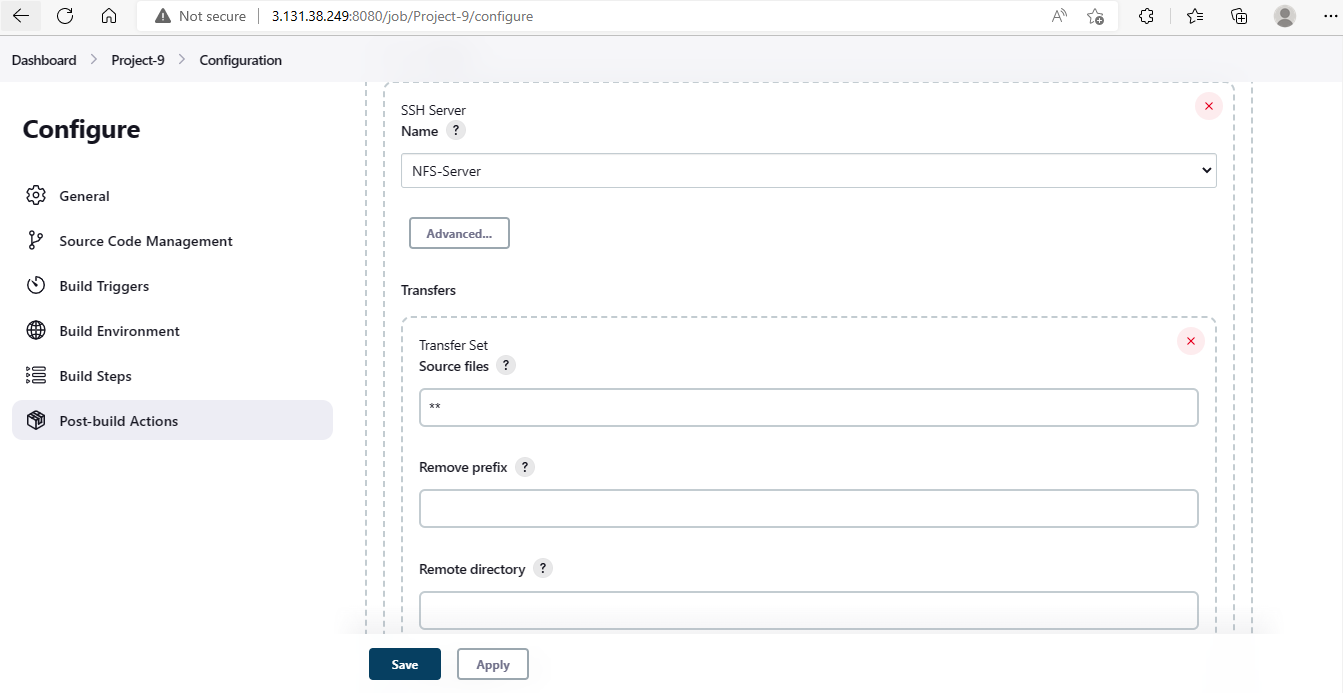 Not secure 3.131.38.249:8080/job/Project-9/configure
Dashboard > Project-9 > Configuration
Configure
General
Source Code Management
Build Triggers
Build Environment
Build Steps
Post-build Actions
SSH Server
Name ?
NFS-Server
Advanced...
Transfers
Transfer Set
Source files ?
**
Remove prefix ?
Remote directory ?
Save Apply